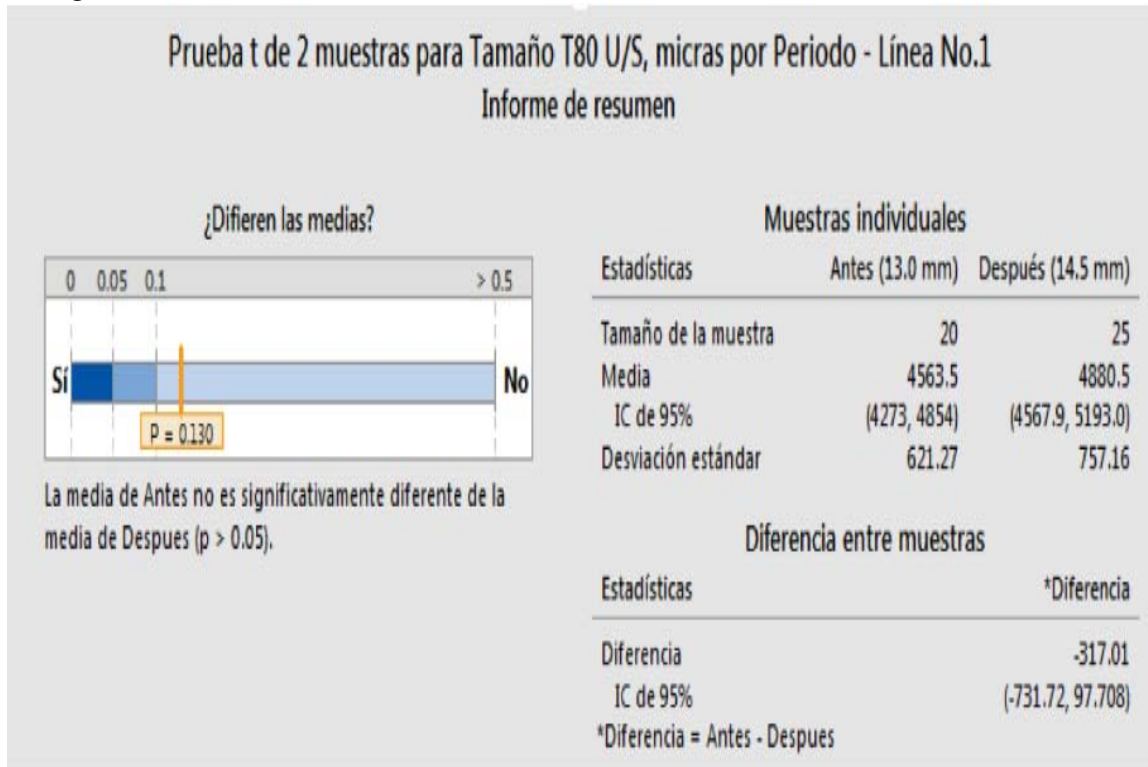 Prueba t de 2 muestras para Tamaño T80 U/S, micras por Periodo - Línea No.1
Informe de resumen
¿Difieren las medias?
0 0.05 0.1 > 0.5
Sí No
P = 0.130
La media de Antes no es significativamente diferente de la
media de Despues (p > 0.05).
Muestras individuales
Estadísticas Antes (13.0 mm) Después (14.5 mm)
Tamaño de la muestra 20 25
Media 4563.5 4880.5
IC de 95% (4273, 4854) (4567.9, 5193.0)
Desviación estándar 621.27 757.16
Diferencia entre muestras
Estadísticas *Diferencia
Diferencia -317.01
IC de 95% (-731.72, 97.708)
*Diferencia = Antes - Despues